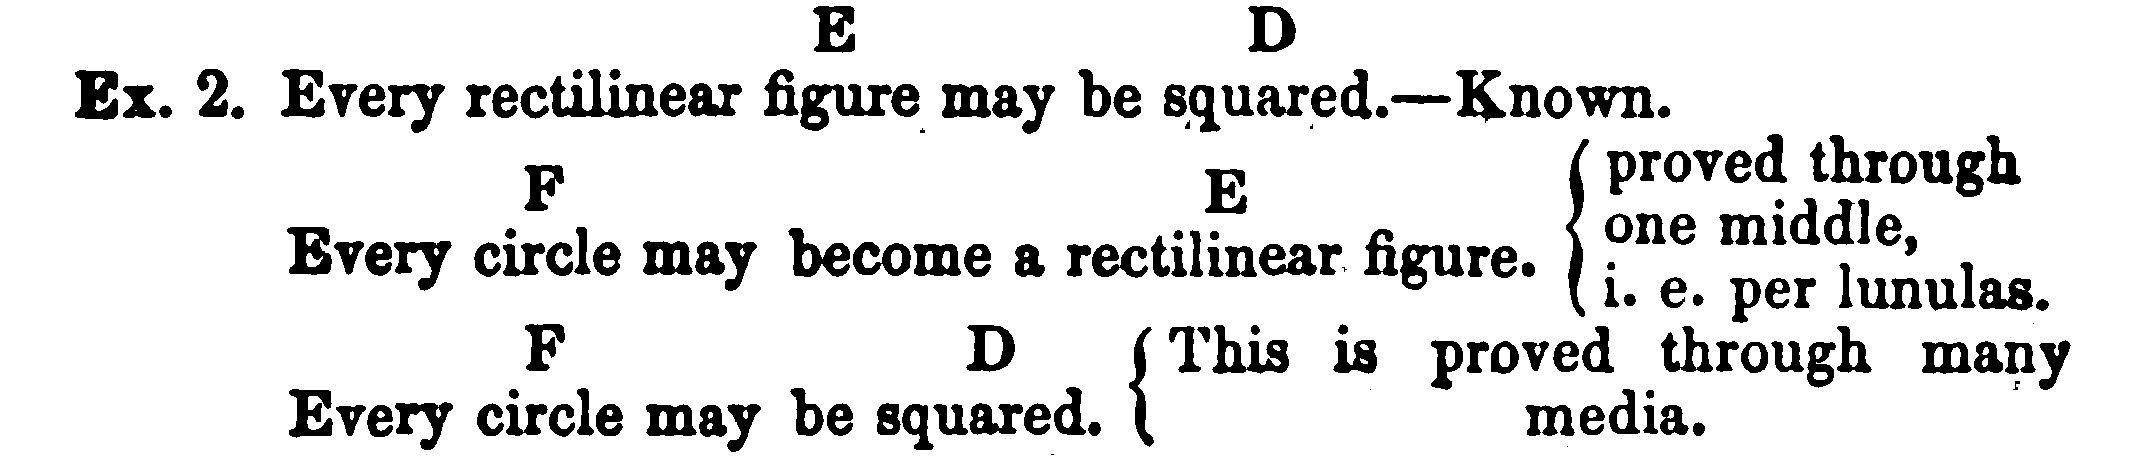 E D
Ex. 2. Every rectilinear figure may be squared.—Known.
F E
Every circle may become a rectilinear figure. { proved through
one middle,
i. e. per lunulas.
F D
Every circle may be squared. { This is proved through many
media.